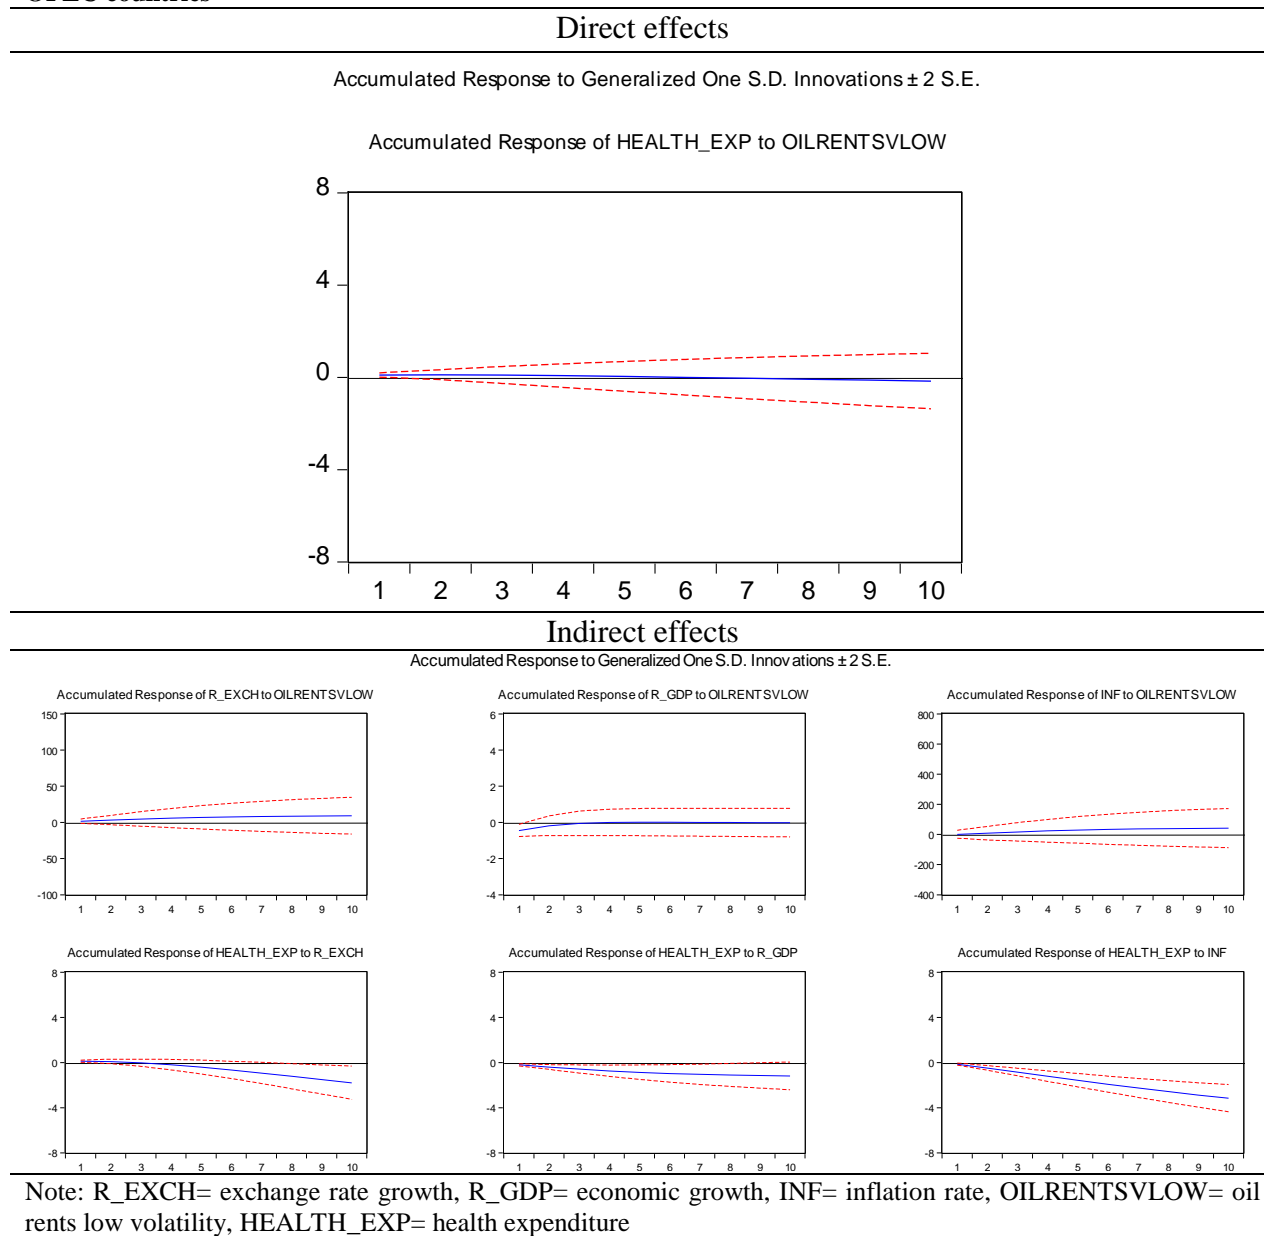 OPEC countries
Direct effects
Accumulated Response to Generalized One S.D. Innovations ± 2 S.E.
Accumulated Response of HEALTH_EXP to OILRENTSVLOW
8
4
0
-4
-8
1 2 3 4 5 6 7 8 9 10
Indirect effects
Accumulated Response to Generalized One S.D. Innovations ± 2 S.E.
Accumulated Response of R_EXCH to OILRENTSVLOW
150
100
50
0
-50
-100
1 2 3 4 5 6 7 8 9 10
Accumulated Response of R_GDP to OILRENTSVLOW
6
4
2
0
-2
-4
1 2 3 4 5 6 7 8 9 10
Accumulated Response of INF to OILRENTSVLOW
800
600
400
200
0
-200
-400
1 2 3 4 5 6 7 8 9 10
Accumulated Response of HEALTH_EXP to R_EXCH
8
4
0
-4
-8
1 2 3 4 5 6 7 8 9 10
Accumulated Response of HEALTH_EXP to R_GDP
8
4
0
-4
-8
1 2 3 4 5 6 7 8 9 10
Accumulated Response of HEALTH_EXP to INF
8
4
0
-4
-8
1 2 3 4 5 6 7 8 9 10
Note: R_EXCH= exchange rate growth, R_GDP= economic growth, INF= inflation rate, OILRENTSVLOW= oil
rents low volatility, HEALTH_EXP= health expenditure